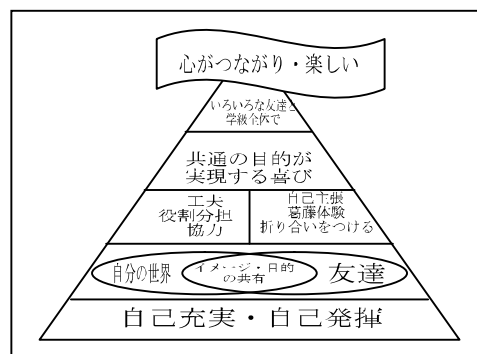 心がつながり・楽しい
いろいろな友達と
学級全体で
共通の目的が
実現する喜び
工夫
役割分担
協力
自己主張
葛藤体験
折り合いをつける
自分の世界
イメージ・目的
の共有
友達
自己充実・自己発揮